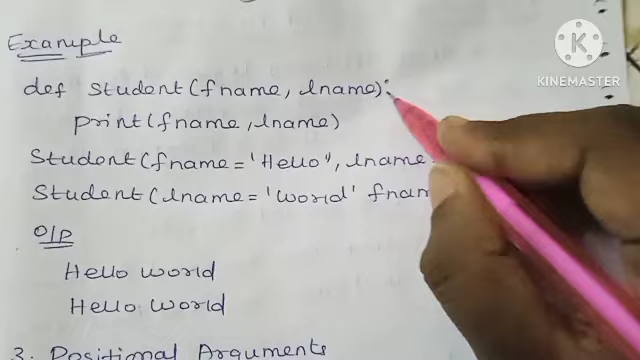 Example
def Student(fname, lname):
print(fname, lname)
Student(fname='Hello', lname
Student(lname='world' fnam
O/P
Hello world
Hello world
3. Positional Arguments
KINEMASTER